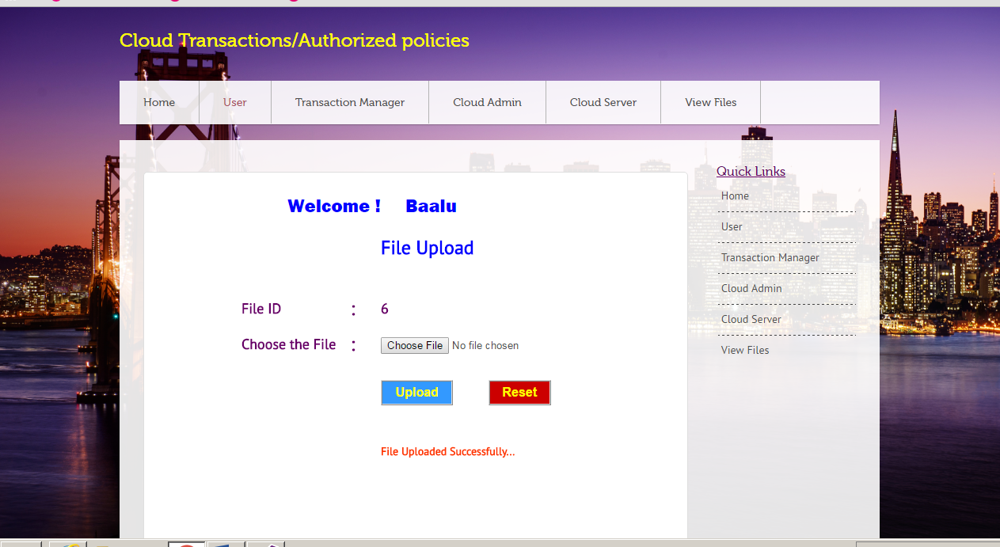 Cloud Transactions/Authorized policies
Home User Transaction Manager Cloud Admin Cloud Server View Files
Quick Links
Home
User
Transaction Manager
Cloud Admin
Cloud Server
View Files
Welcome ! Baalu
File Upload
File ID : 6
Choose the File : Choose File No file chosen
Upload Reset
File Uploaded Successfully...